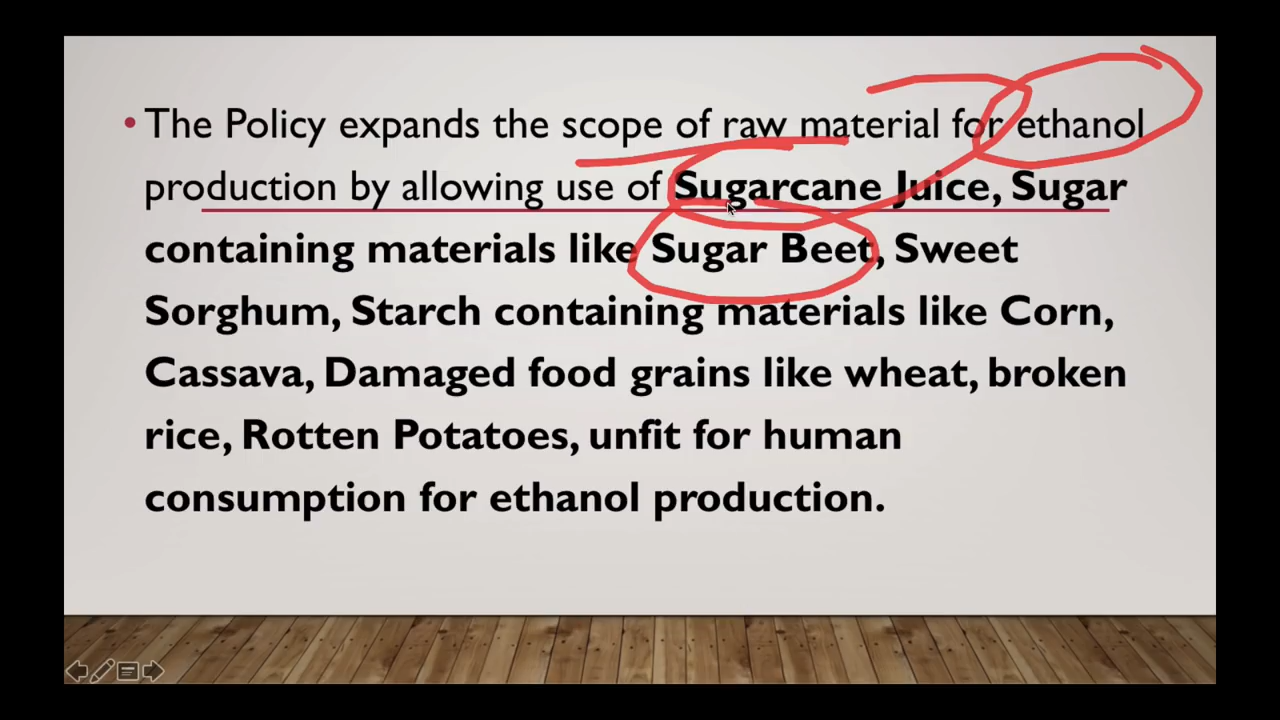 • The Policy expands the scope of raw material for ethanol
production by allowing use of Sugarcane Juice, Sugar
containing materials like Sugar Beet, Sweet
Sorghum, Starch containing materials like Corn,
Cassava, Damaged food grains like wheat, broken
rice, Rotten Potatoes, unfit for human
consumption for ethanol production.